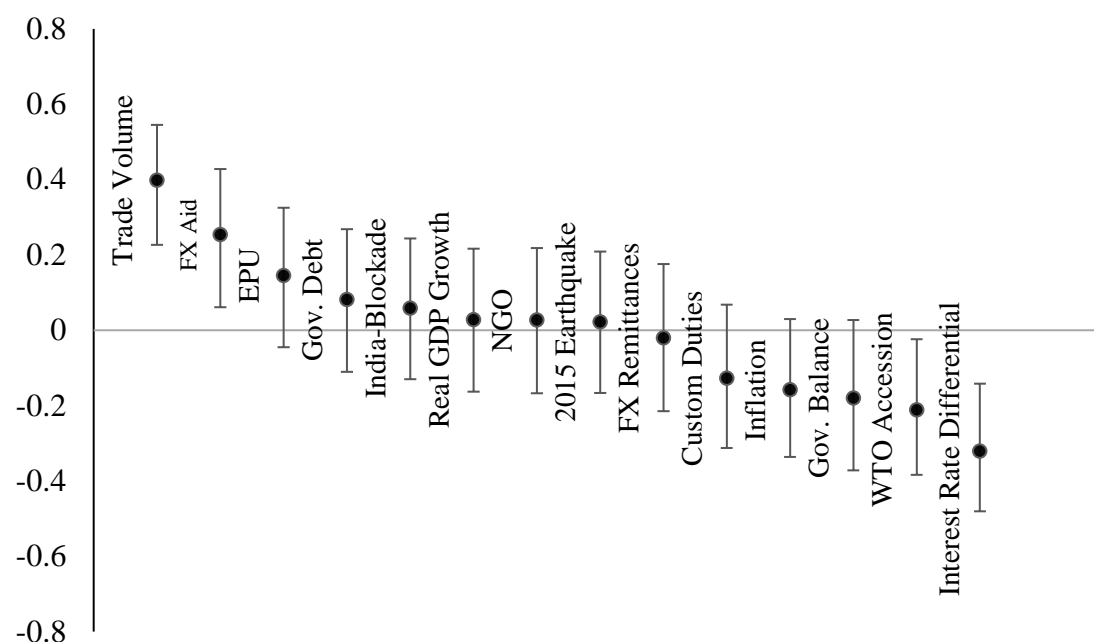 0.8
0.6
0.4
0.2
0
-0.2
-0.4
-0.6
-0.8
Trade Volume
FX Aid
EPU
Gov. Debt
India-Blockade
Real GDP Growth
NGO
2015 Earthquake
FX Remittances
Custom Duties
Inflation
Gov. Balance
WTO Accession
Interest Rate Differential